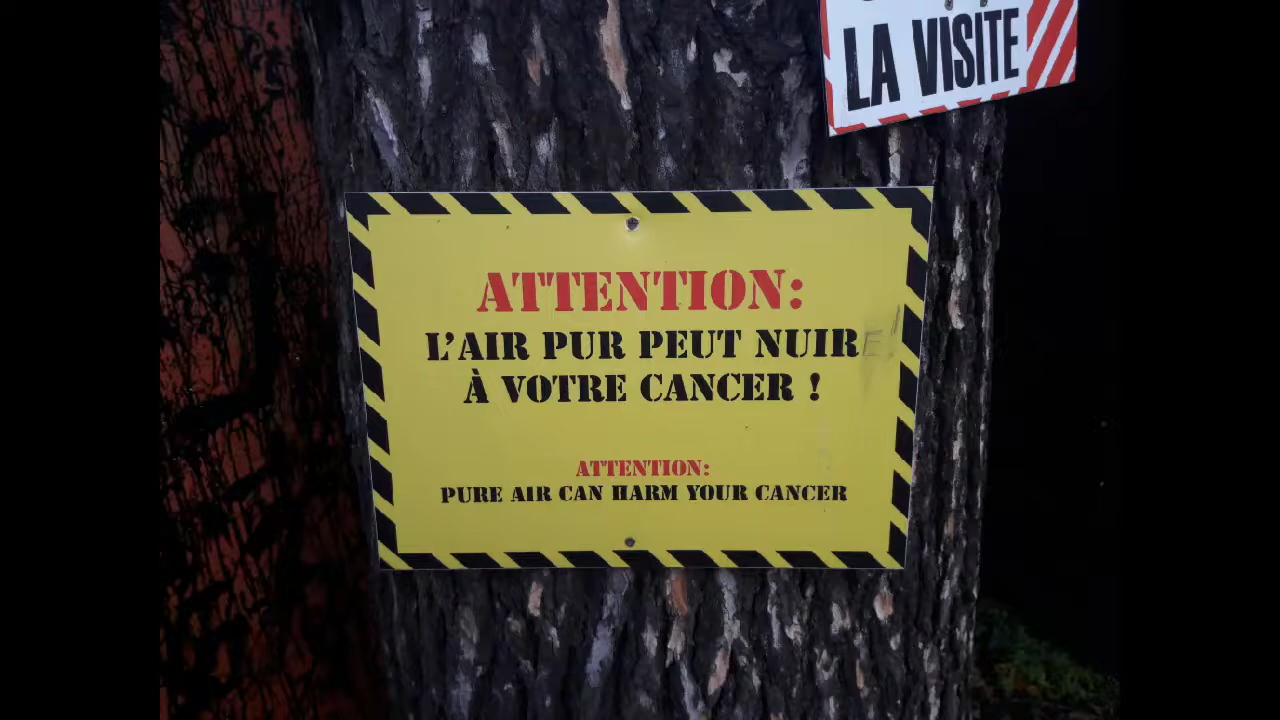 LA VISITE
ATTENTION:
L'AIR PUR PEUT NUIRE
À VOTRE CANCER !
ATTENTION:
PURE AIR CAN HARM YOUR CANCER